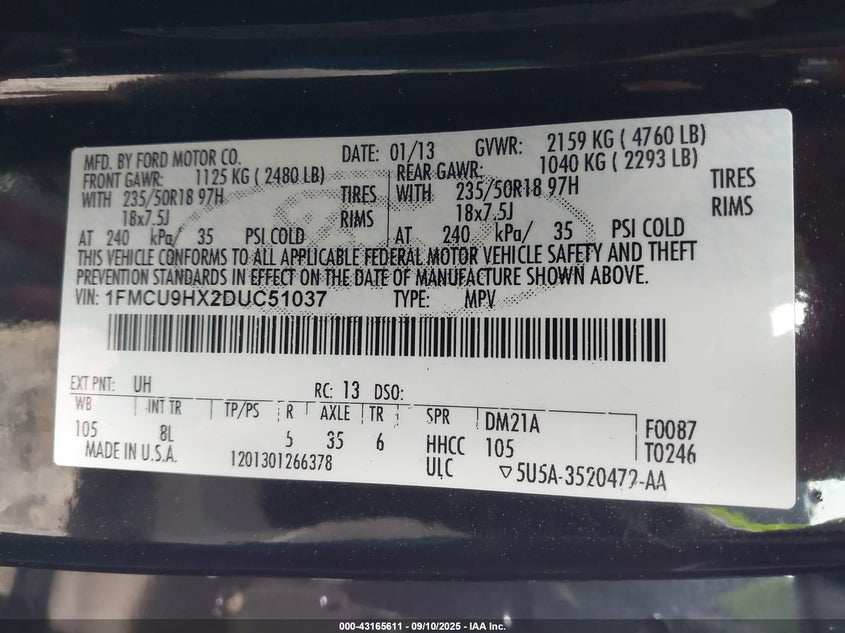 MFD. BY FORD MOTOR CO. DATE: 01/13 GVWR: 2159 KG ( 4760 LB)
FRONT GAWR: 1125 KG ( 2480 LB) REAR GAWR: 1040 KG ( 2293 LB)
WITH 235/50R18 97H TIRES WITH 235/50R18 97H TIRES
18x7.5J RIMS 18x7.5J RIMS
AT 240 kPa/ 35 PSI COLD AT 240 kPa/ 35 PSI COLD
THIS VEHICLE CONFORMS TO ALL APPLICABLE FEDERAL MOTOR VEHICLE SAFETY AND THEFT
PREVENTION STANDARDS IN EFFECT ON THE DATE OF MANUFACTURE SHOWN ABOVE.
VIN: 1FMCU9HX2DUC51037 TYPE: MPV
EXT PNT: UH RC: 13 DSO:
WB INT TR TP/PS R AXLE TR SPR DM21A F0087
105 8L 5 35 6 HHCC 105 T0246
MADE IN U.S.A. 1201301266378 ULC ▽5U5A-3520472-AA
000-43165611 - 09/10/2025 - IAA Inc.